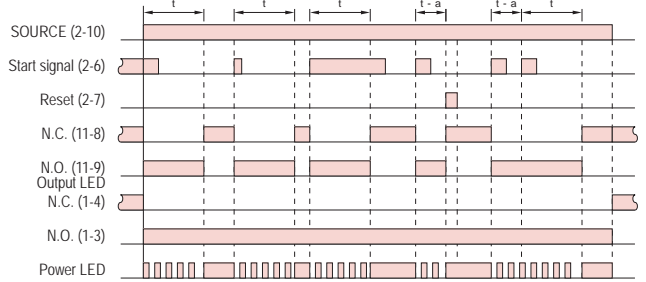 t t t t - a t - a t
SOURCE (2-10)
Start signal (2-6)
Reset (2-7)
N.C. (11-8)
N.O. (11-9)
Output LED
N.C. (1-4)
N.O. (1-3)
Power LED